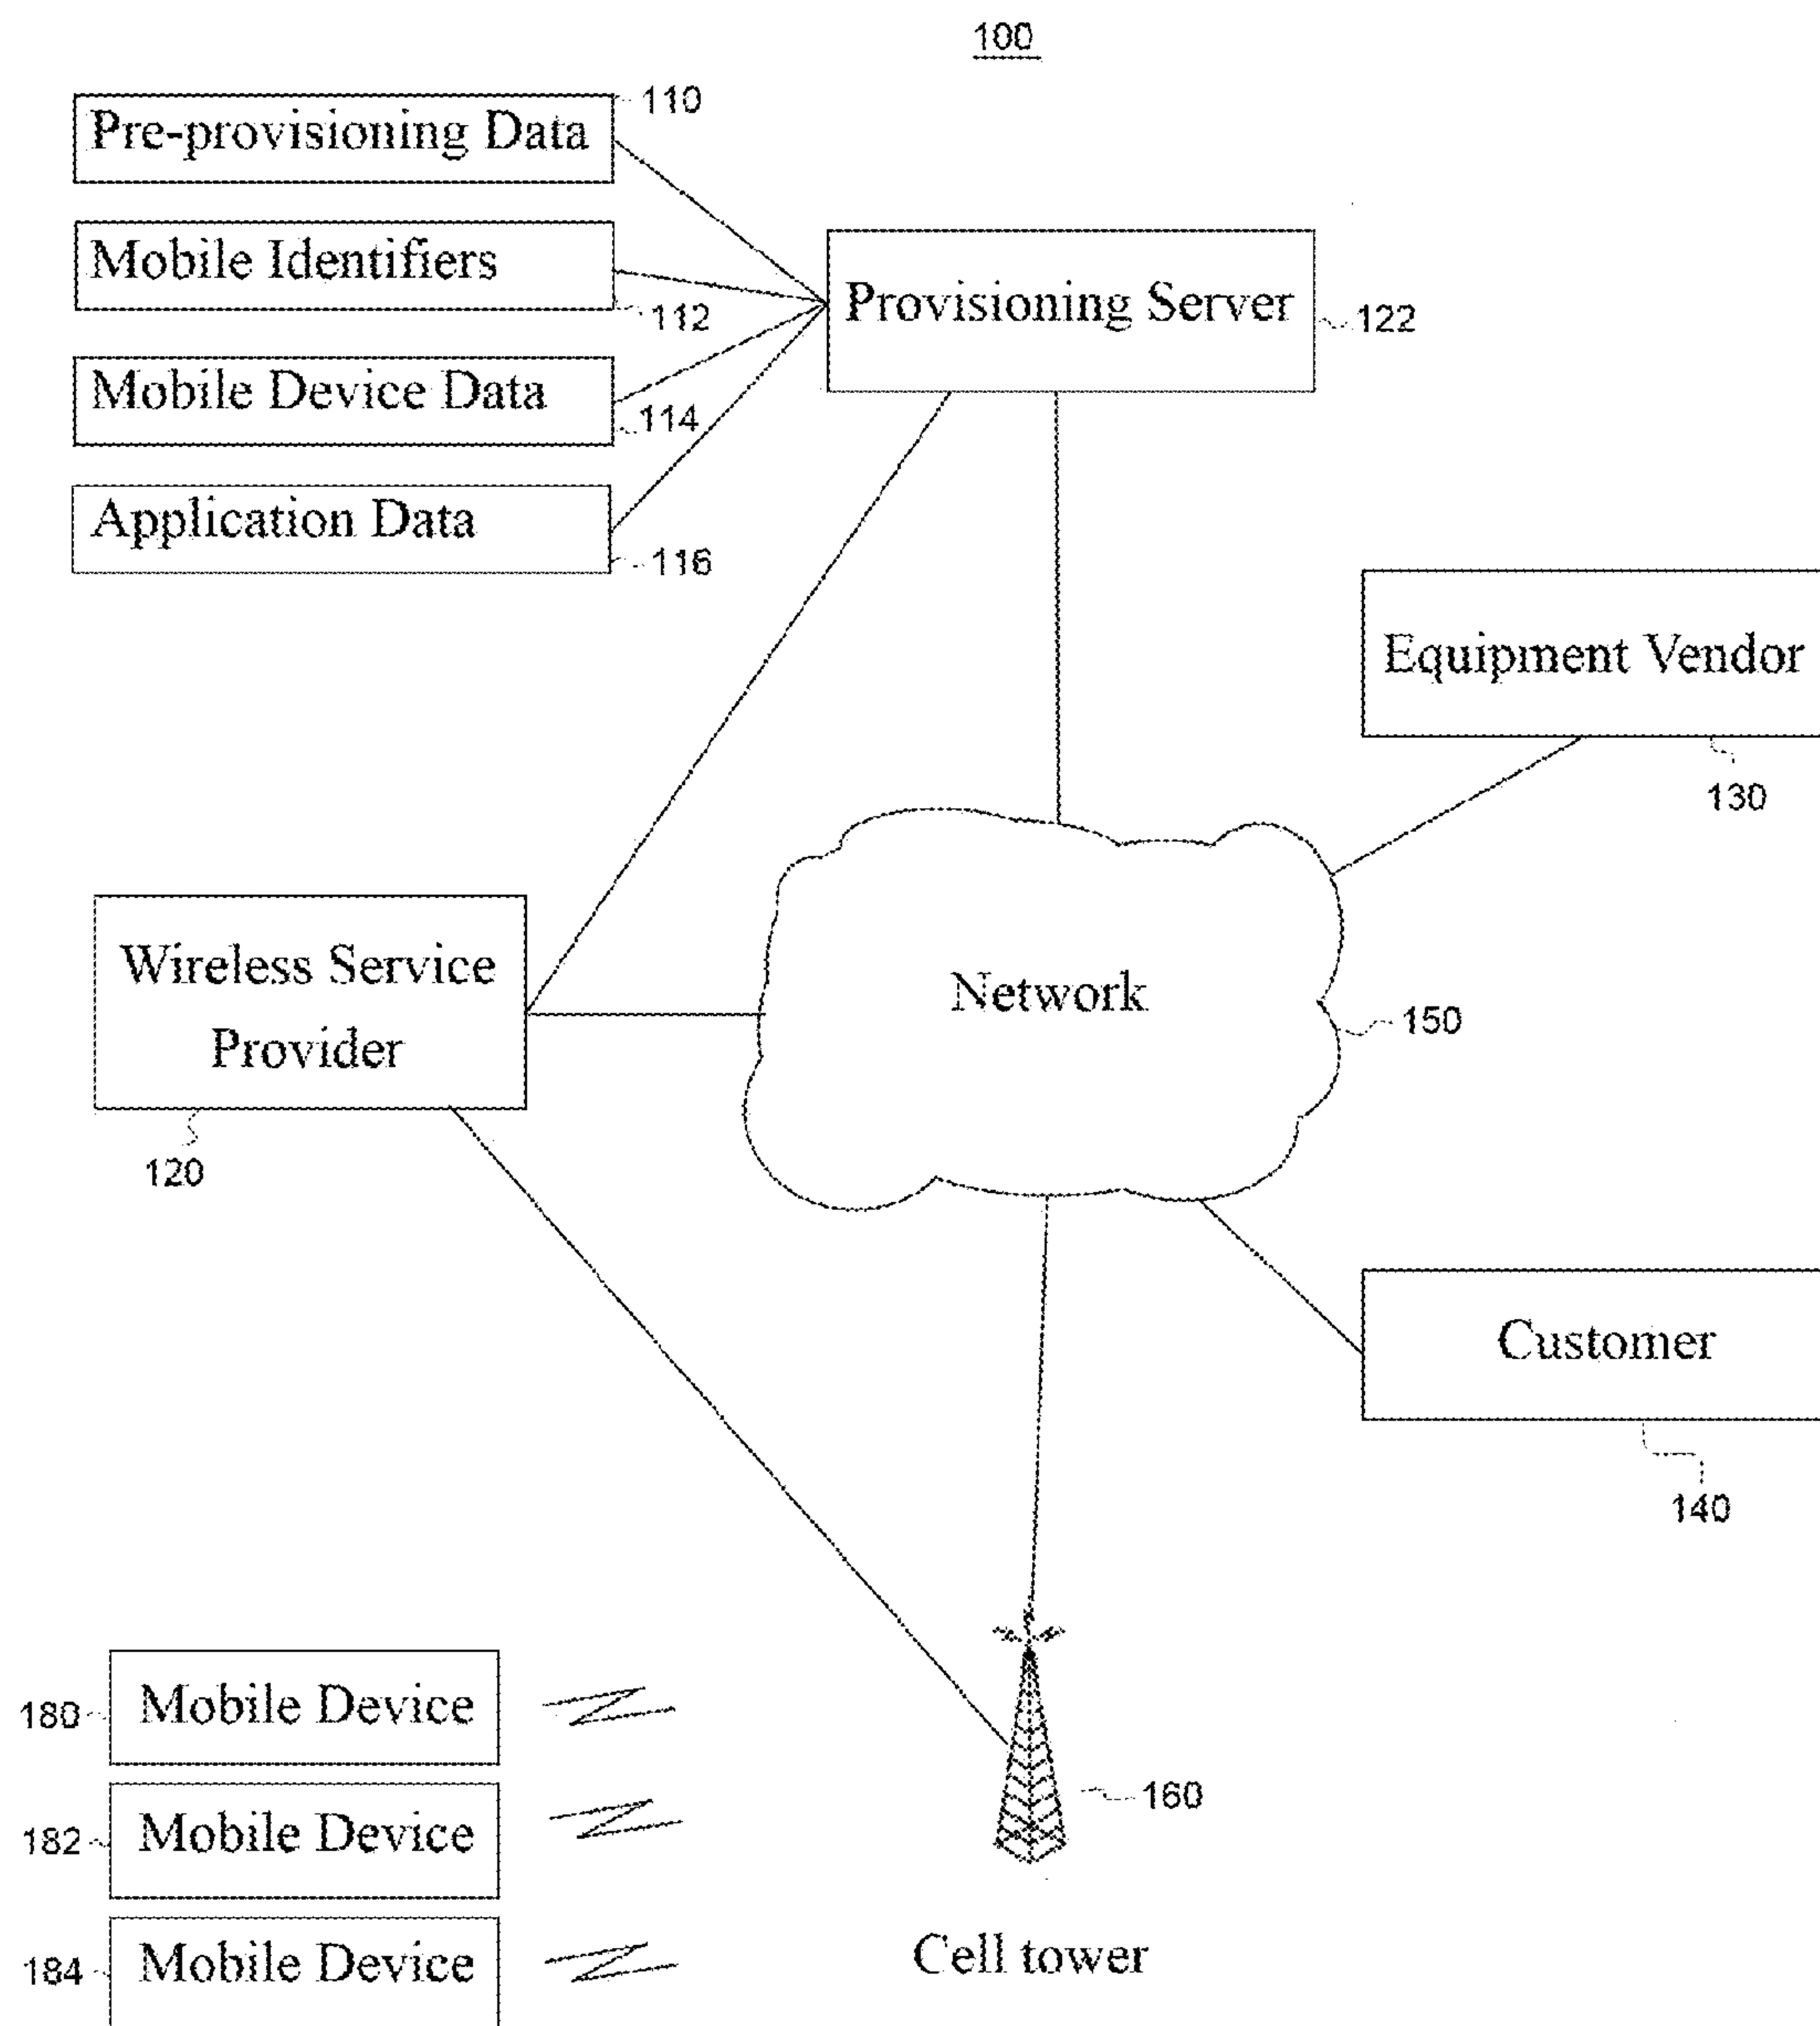 100
Pre-provisioning Data
110
Mobile Identifiers
112
Mobile Device Data
114
Application Data
116
Provisioning Server
122
Equipment Vendor
130
Wireless Service
Provider
120
Network
150
Customer
140
180
Mobile Device
182
Mobile Device
184
Mobile Device
160
Cell tower